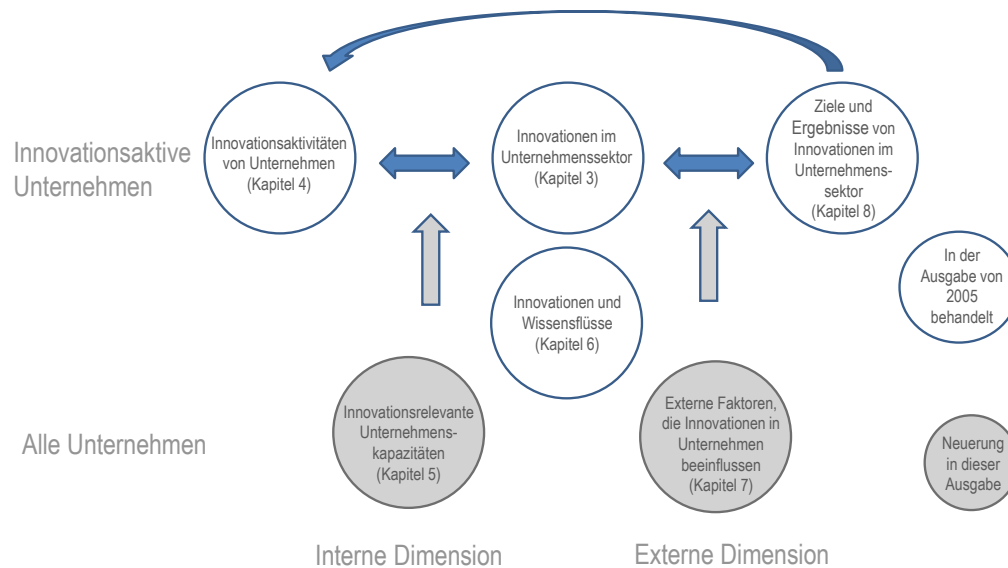 Innovationsaktive
Unternehmen
Innovationsaktivitäten
von Unternehmen
(Kapitel 4)
Innovationen im
Unternehmenssektor
(Kapitel 3)
Ziele und
Ergebnisse von
Innovationen im
Unternehmens-
sektor
(Kapitel 8)
In der
Ausgabe von
2005
behandelt
Innovationen und
Wissensflüsse
(Kapitel 6)
Alle Unternehmen
Innovationsrelevante
Unternehmens-
kapazitäten
(Kapitel 5)
Externe Faktoren,
die Innovationen in
Unternehmen
beeinflussen
(Kapitel 7)
Neuerung
in dieser
Ausgabe
Interne Dimension
Externe Dimension